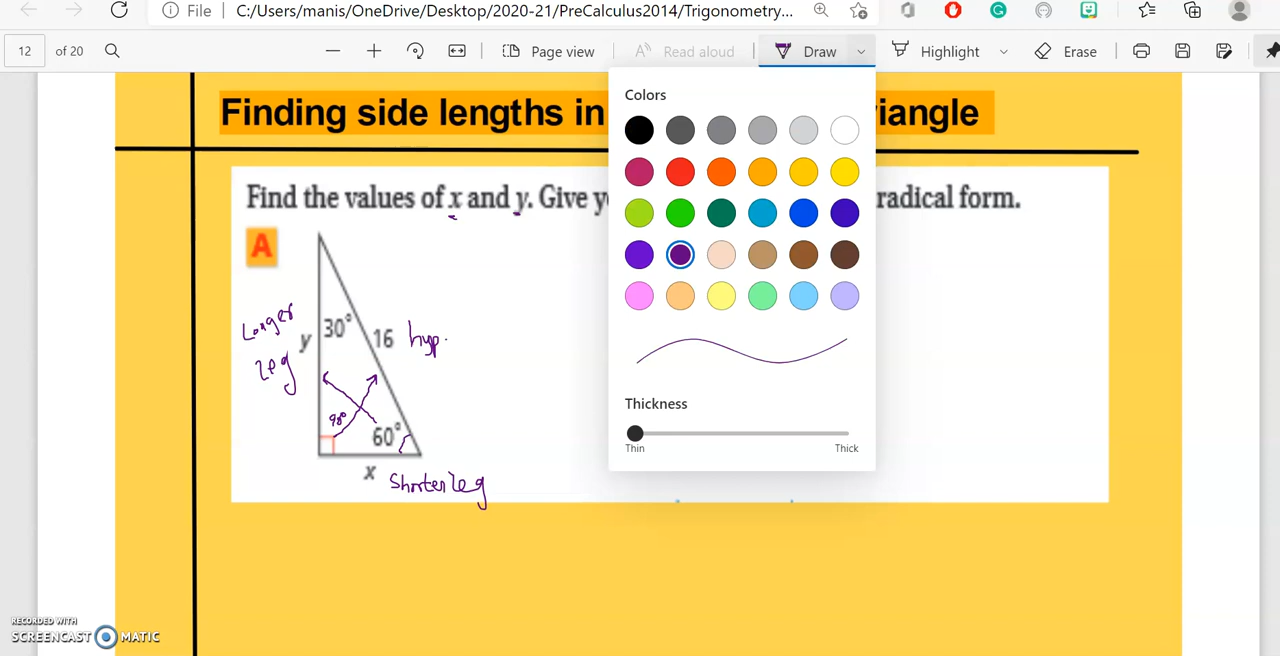 File C:/Users/manis/OneDrive/Desktop/2020-21/PreCalculus2014/Trigonometry...
12 of 20 Page view Read aloud Draw Highlight Erase
Colors
Thickness
Thin Thick
Finding side lengths in iangle
Find the values of x and y. Give y radical form.
A
Longer
Leg
y
30°
16
hyp.
90°
60°
x
Shorter Leg
RECORDED WITH
SCREENCAST MATIC